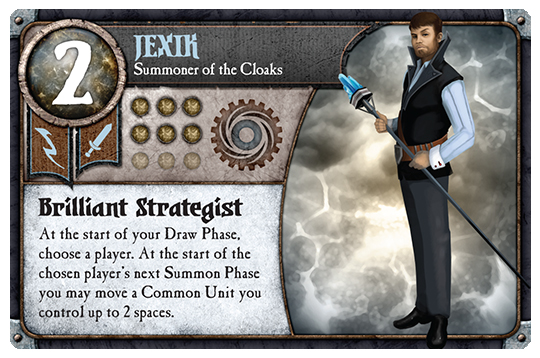 2
JEXIK
Summoner of the Cloaks
Brilliant Strategist
At the start of your Draw Phase,
choose a player. At the start of the
chosen player's next Summon Phase
you may move a Common Unit you
control up to 2 spaces.